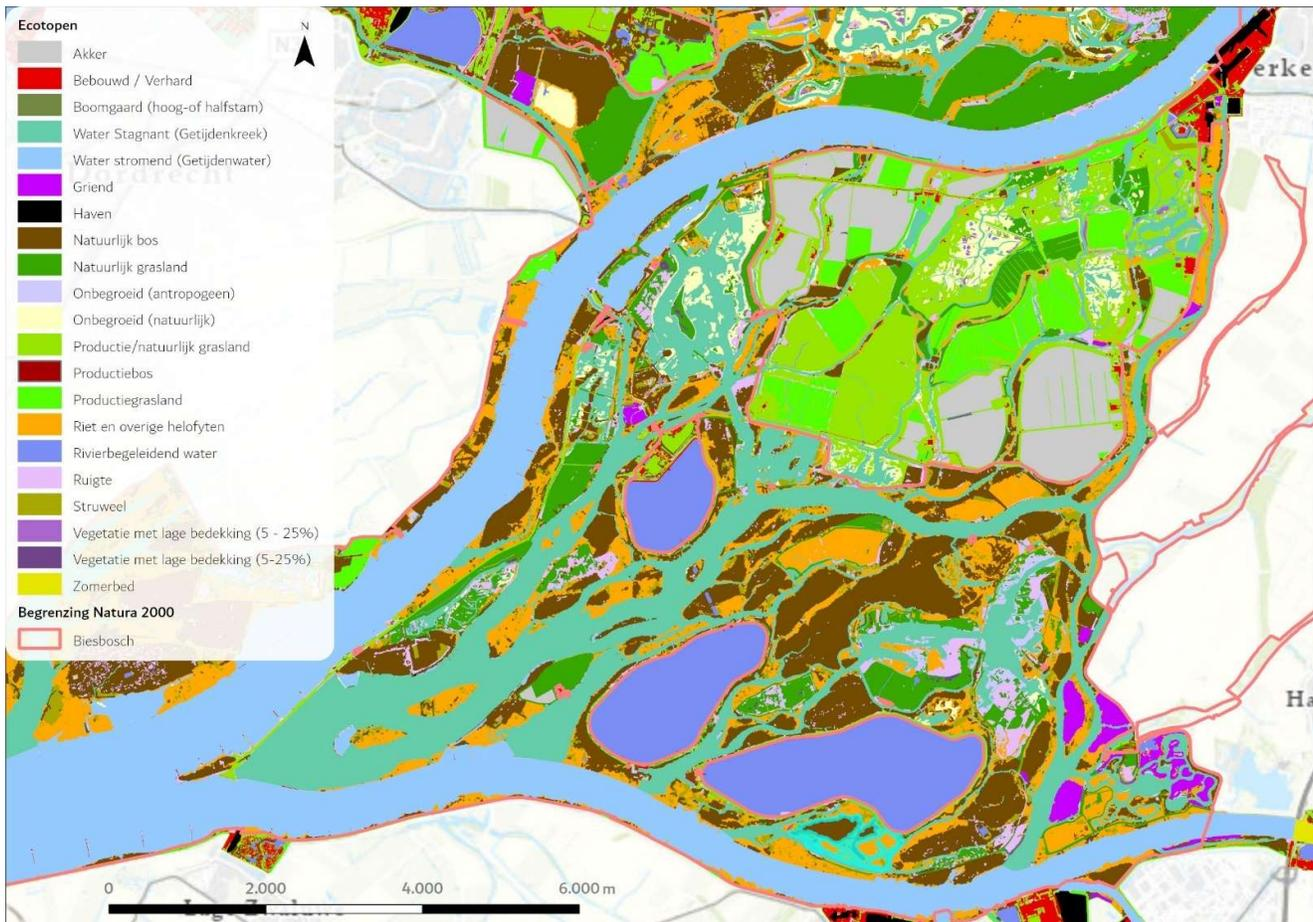 Ecotopen
Akker
Bebouwd / Verhard
Boomgaard (hoog-of halfstam)
Water Stagnant (Getijdenkreek)
Water stromend (Getijdenwater)
Griend
Haven
Natuurlijk bos
Natuurlijk grasland
Onbegroeid (antropogeen)
Onbegroeid (natuurlijk)
Productie/natuurlijk grasland
Productiebos
Productiegrasland
Riet en overige helofyten
Rivierbegeleidend water
Ruigte
Struweel
Vegetatie met lage bedekking (5 - 25%)
Vegetatie met lage bedekking (5-25%)
Zomerbed
Begrenzing Natura 2000
Biesbosch
N
erke
ordrecht
Ha
0 2.000 4.000 6.000 m